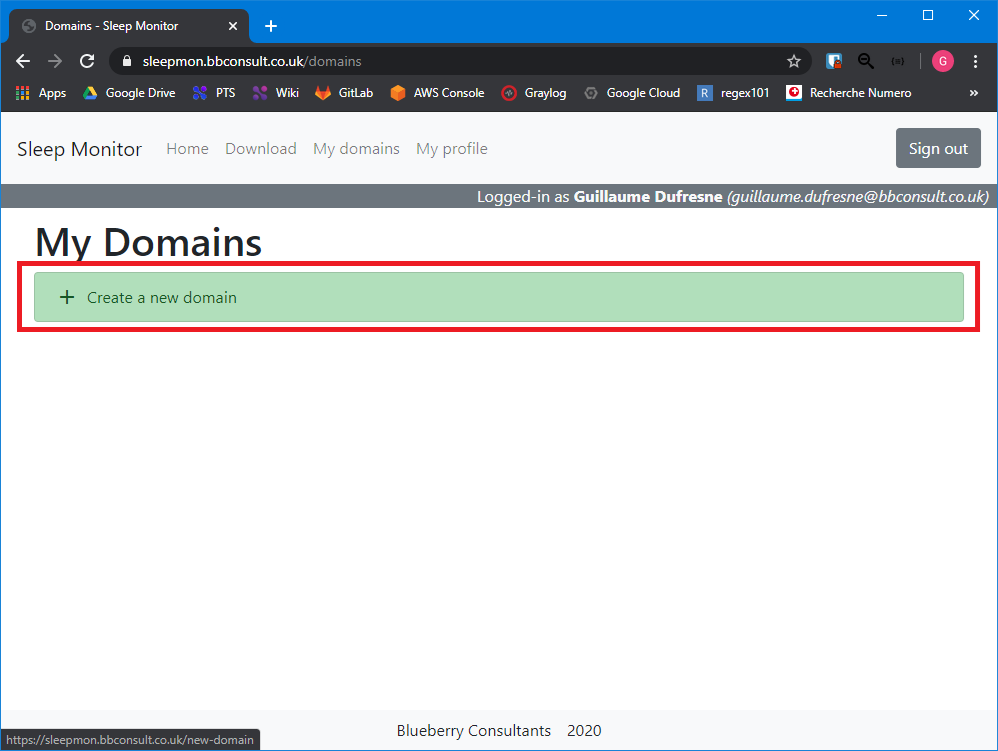 Domains - Sleep Monitor
sleepmon.bbconsult.co.uk/domains
G
Apps Google Drive PTS Wiki GitLab AWS Console Graylog Google Cloud R regex101 Recherche Numero »
Sleep Monitor Home Download My domains My profile Sign out
Logged-in as Guillaume Dufresne (guillaume.dufresne@bbconsult.co.uk)
My Domains
+ Create a new domain
Blueberry Consultants 2020
https://sleepmon.bbconsult.co.uk/new-domain